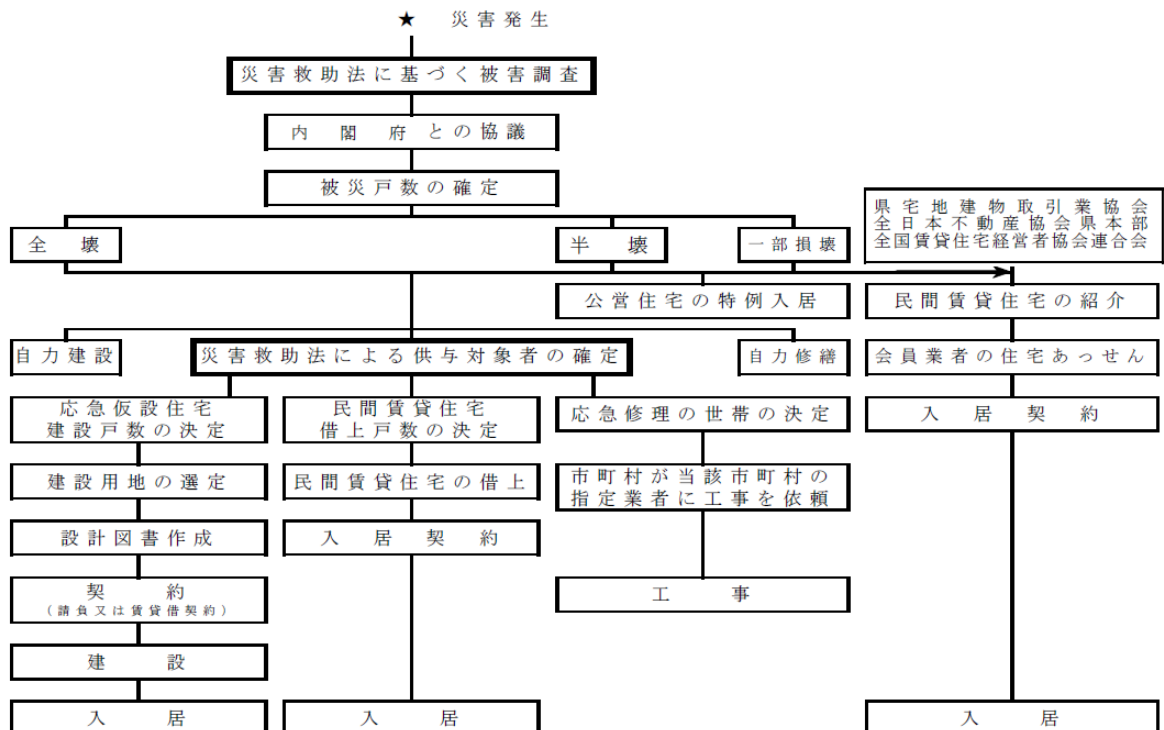 ★ 災害発生
災害救助法に基づく被害調査
内閣府との協議
被災戸数の確定
県宅地建物取引業協会
全日本不動産協会県本部
全国賃貸住宅経営者協会連合会
全壊
半壊
一部損壊
公営住宅の特例入居
民間賃貸住宅の紹介
自力建設
災害救助法による供与対象者の確定
自力修繕
会員業者の住宅あっせん
応急仮設住宅
建設戸数の決定
民間賃貸住宅
借上戸数の決定
応急修理の世帯の決定
入居契約
建設用地の選定
民間賃貸住宅の借上
市町村が当該市町村の
指定業者に工事を依頼
設計図書作成
入居契約
契約
(請負又は賃貸借契約)
工事
建設
入居
入居
入居